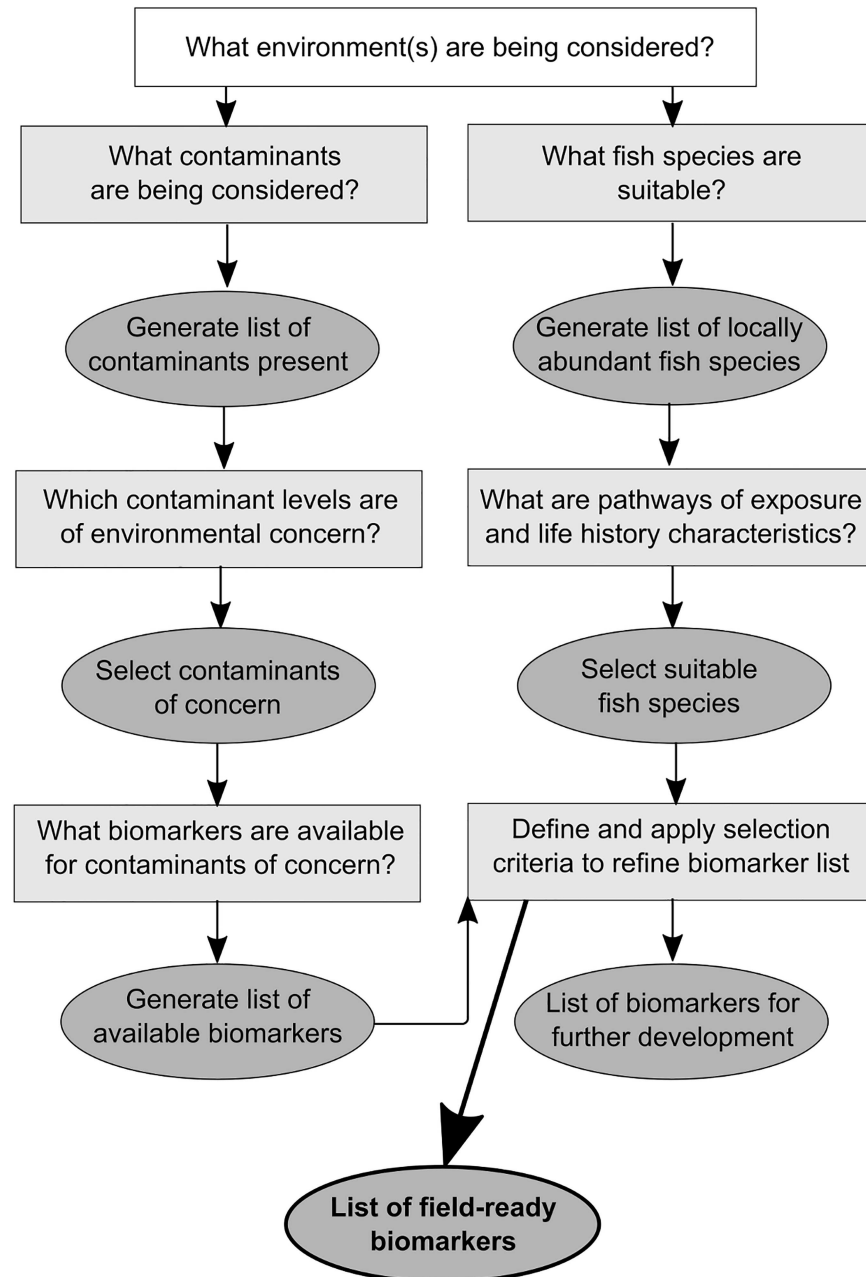 What environment(s) are being considered?
What contaminants
are being considered?
What fish species are
suitable?
Generate list of
contaminants present
Generate list of locally
abundant fish species
Which contaminant levels are
of environmental concern?
What are pathways of exposure
and life history characteristics?
Select contaminants
of concern
Select suitable
fish species
What biomarkers are available
for contaminants of concern?
Define and apply selection
criteria to refine biomarker list
Generate list of
available biomarkers
List of biomarkers for
further development
List of field-ready
biomarkers